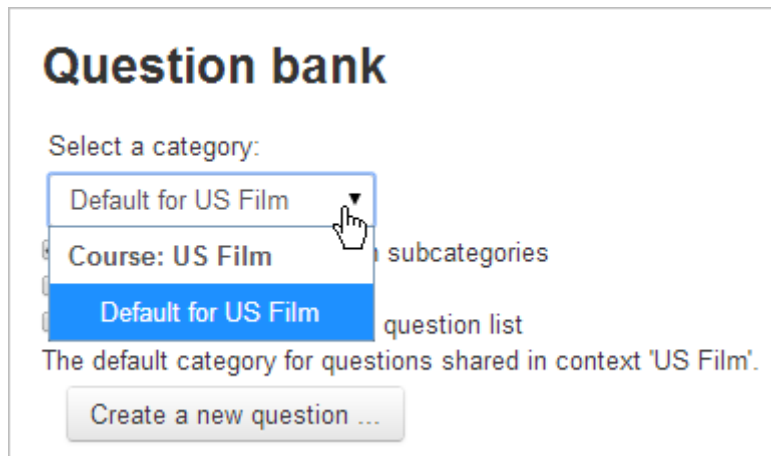 Question bank
Select a category:
Default for US Film
Course: US Film
subcategories
Default for US Film
question list
The default category for questions shared in context 'US Film'.
Create a new question ...